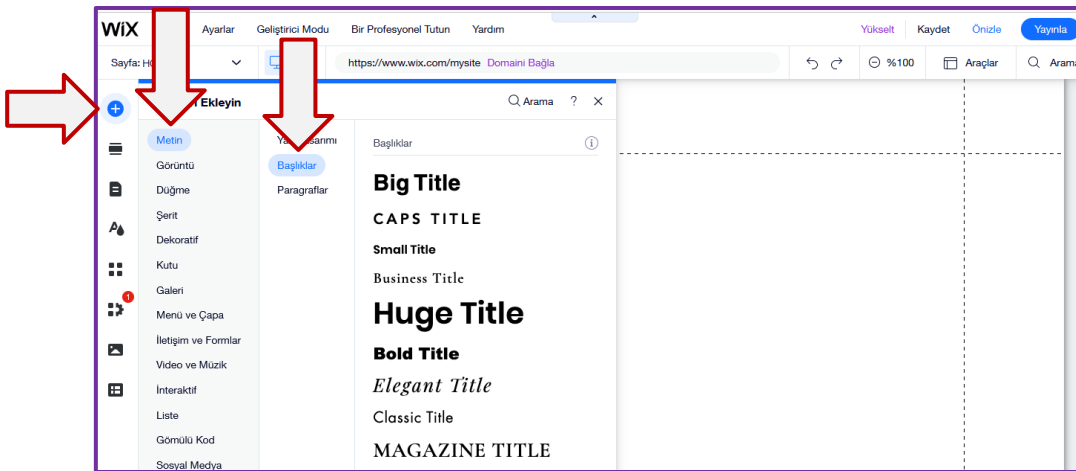 WiX Ayarlar Geliştirici Modu Bir Profesyonel Tutun Yardım Yükselt Kaydet Önizle Yayınla
Sayfa: https://www.wix.com/mysite Domaini Bağla %100 Araçlar Arama
Ekleyin Arama ? ×
Metin
Görüntü
Düğme
Şerit
Dekoratif
Kutu
Galeri
Menü ve Çapa
İletişim ve Formlar
Video ve Müzik
İnteraktif
Liste
Gömülü Kod
Sosyal Medya
1
Başlıklar
Paragraflar
Başlıklar
Big Title
CAPS TITLE
Small Title
Business Title
Huge Title
Bold Title
Elegant Title
Classic Title
MAGAZINE TITLE